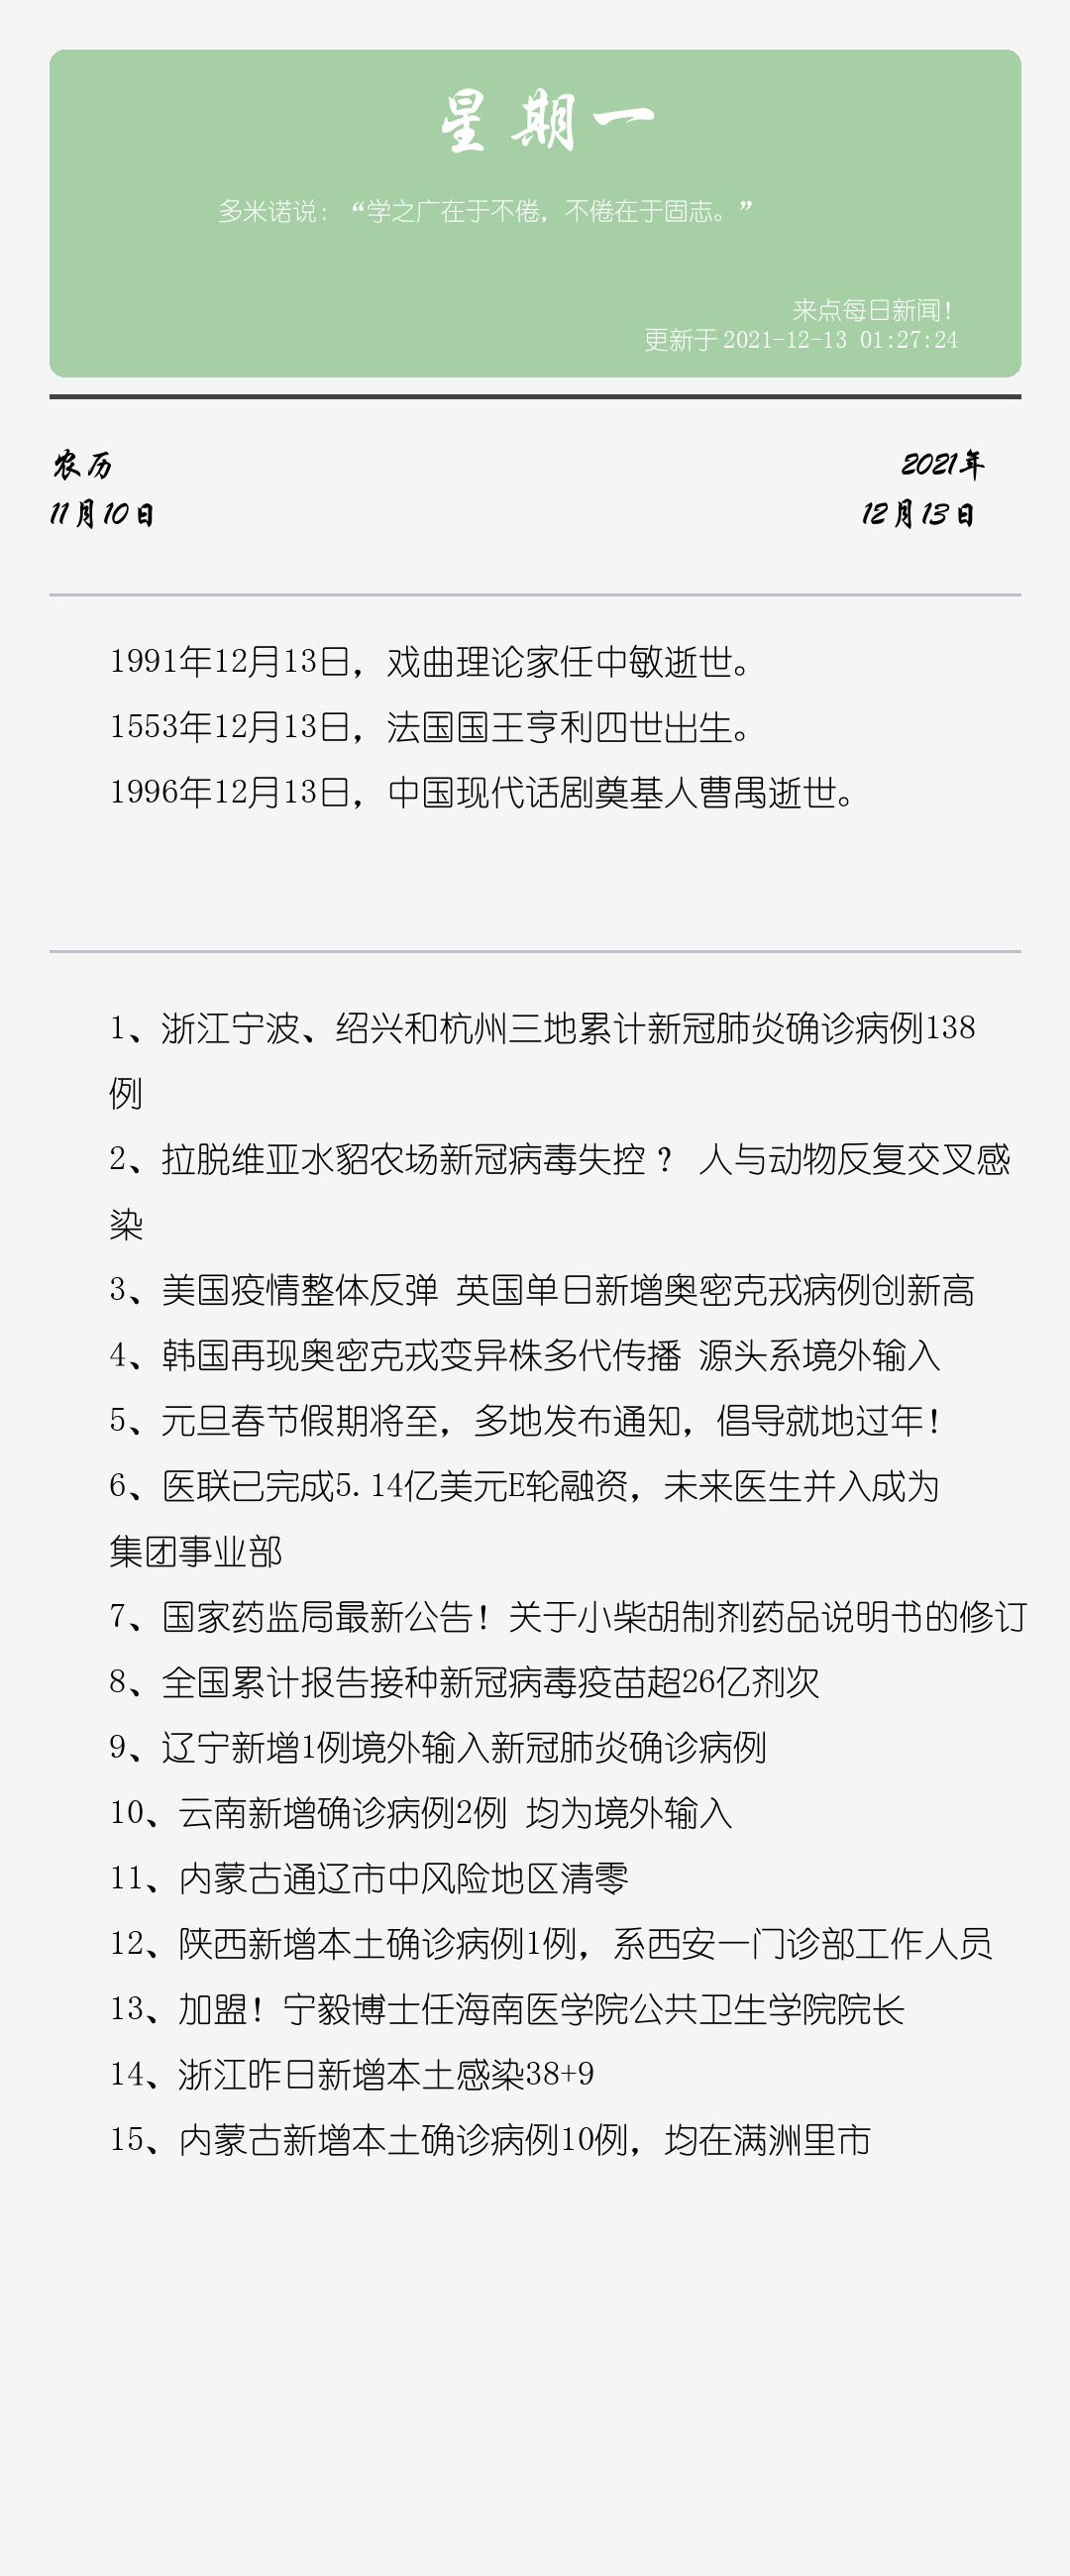 星期一
多米诺说：“学之广在于不倦，不倦在于固志。”
来点每日新闻！
更新于2021-12-13 01:27:24
农历
2021年
11月10日
12月13日
1991年12月13日，戏曲理论家任中敏逝世。
1553年12月13日，法国国王亨利四世出生。
1996年12月13日，中国现代话剧奠基人曹禺逝世。
1、浙江宁波、绍兴和杭州三地累计新冠肺炎确诊病例138
例
2、拉脱维亚水貂农场新冠病毒失控 ？ 人与动物反复交叉感
染
3、美国疫情整体反弹 英国单日新增奥密克戎病例创新高
4、韩国再现奥密克戎变异株多代传播 源头系境外输入
5、元旦春节假期将至，多地发布通知，倡导就地过年！
6、医联已完成5.14亿美元E轮融资，未来医生并入成为
集团事业部
7、国家药监局最新公告！关于小柴胡制剂药品说明书的修订
8、全国累计报告接种新冠病毒疫苗超26亿剂次
9、辽宁新增1例境外输入新冠肺炎确诊病例
10、云南新增确诊病例2例 均为境外输入
11、内蒙古通辽市中风险地区清零
12、陕西新增本土确诊病例1例，系西安一门诊部工作人员
13、加盟！宁毅博士任海南医学院公共卫生学院院长
14、浙江昨日新增本土感染38+9
15、内蒙古新增本土确诊病例10例，均在满洲里市